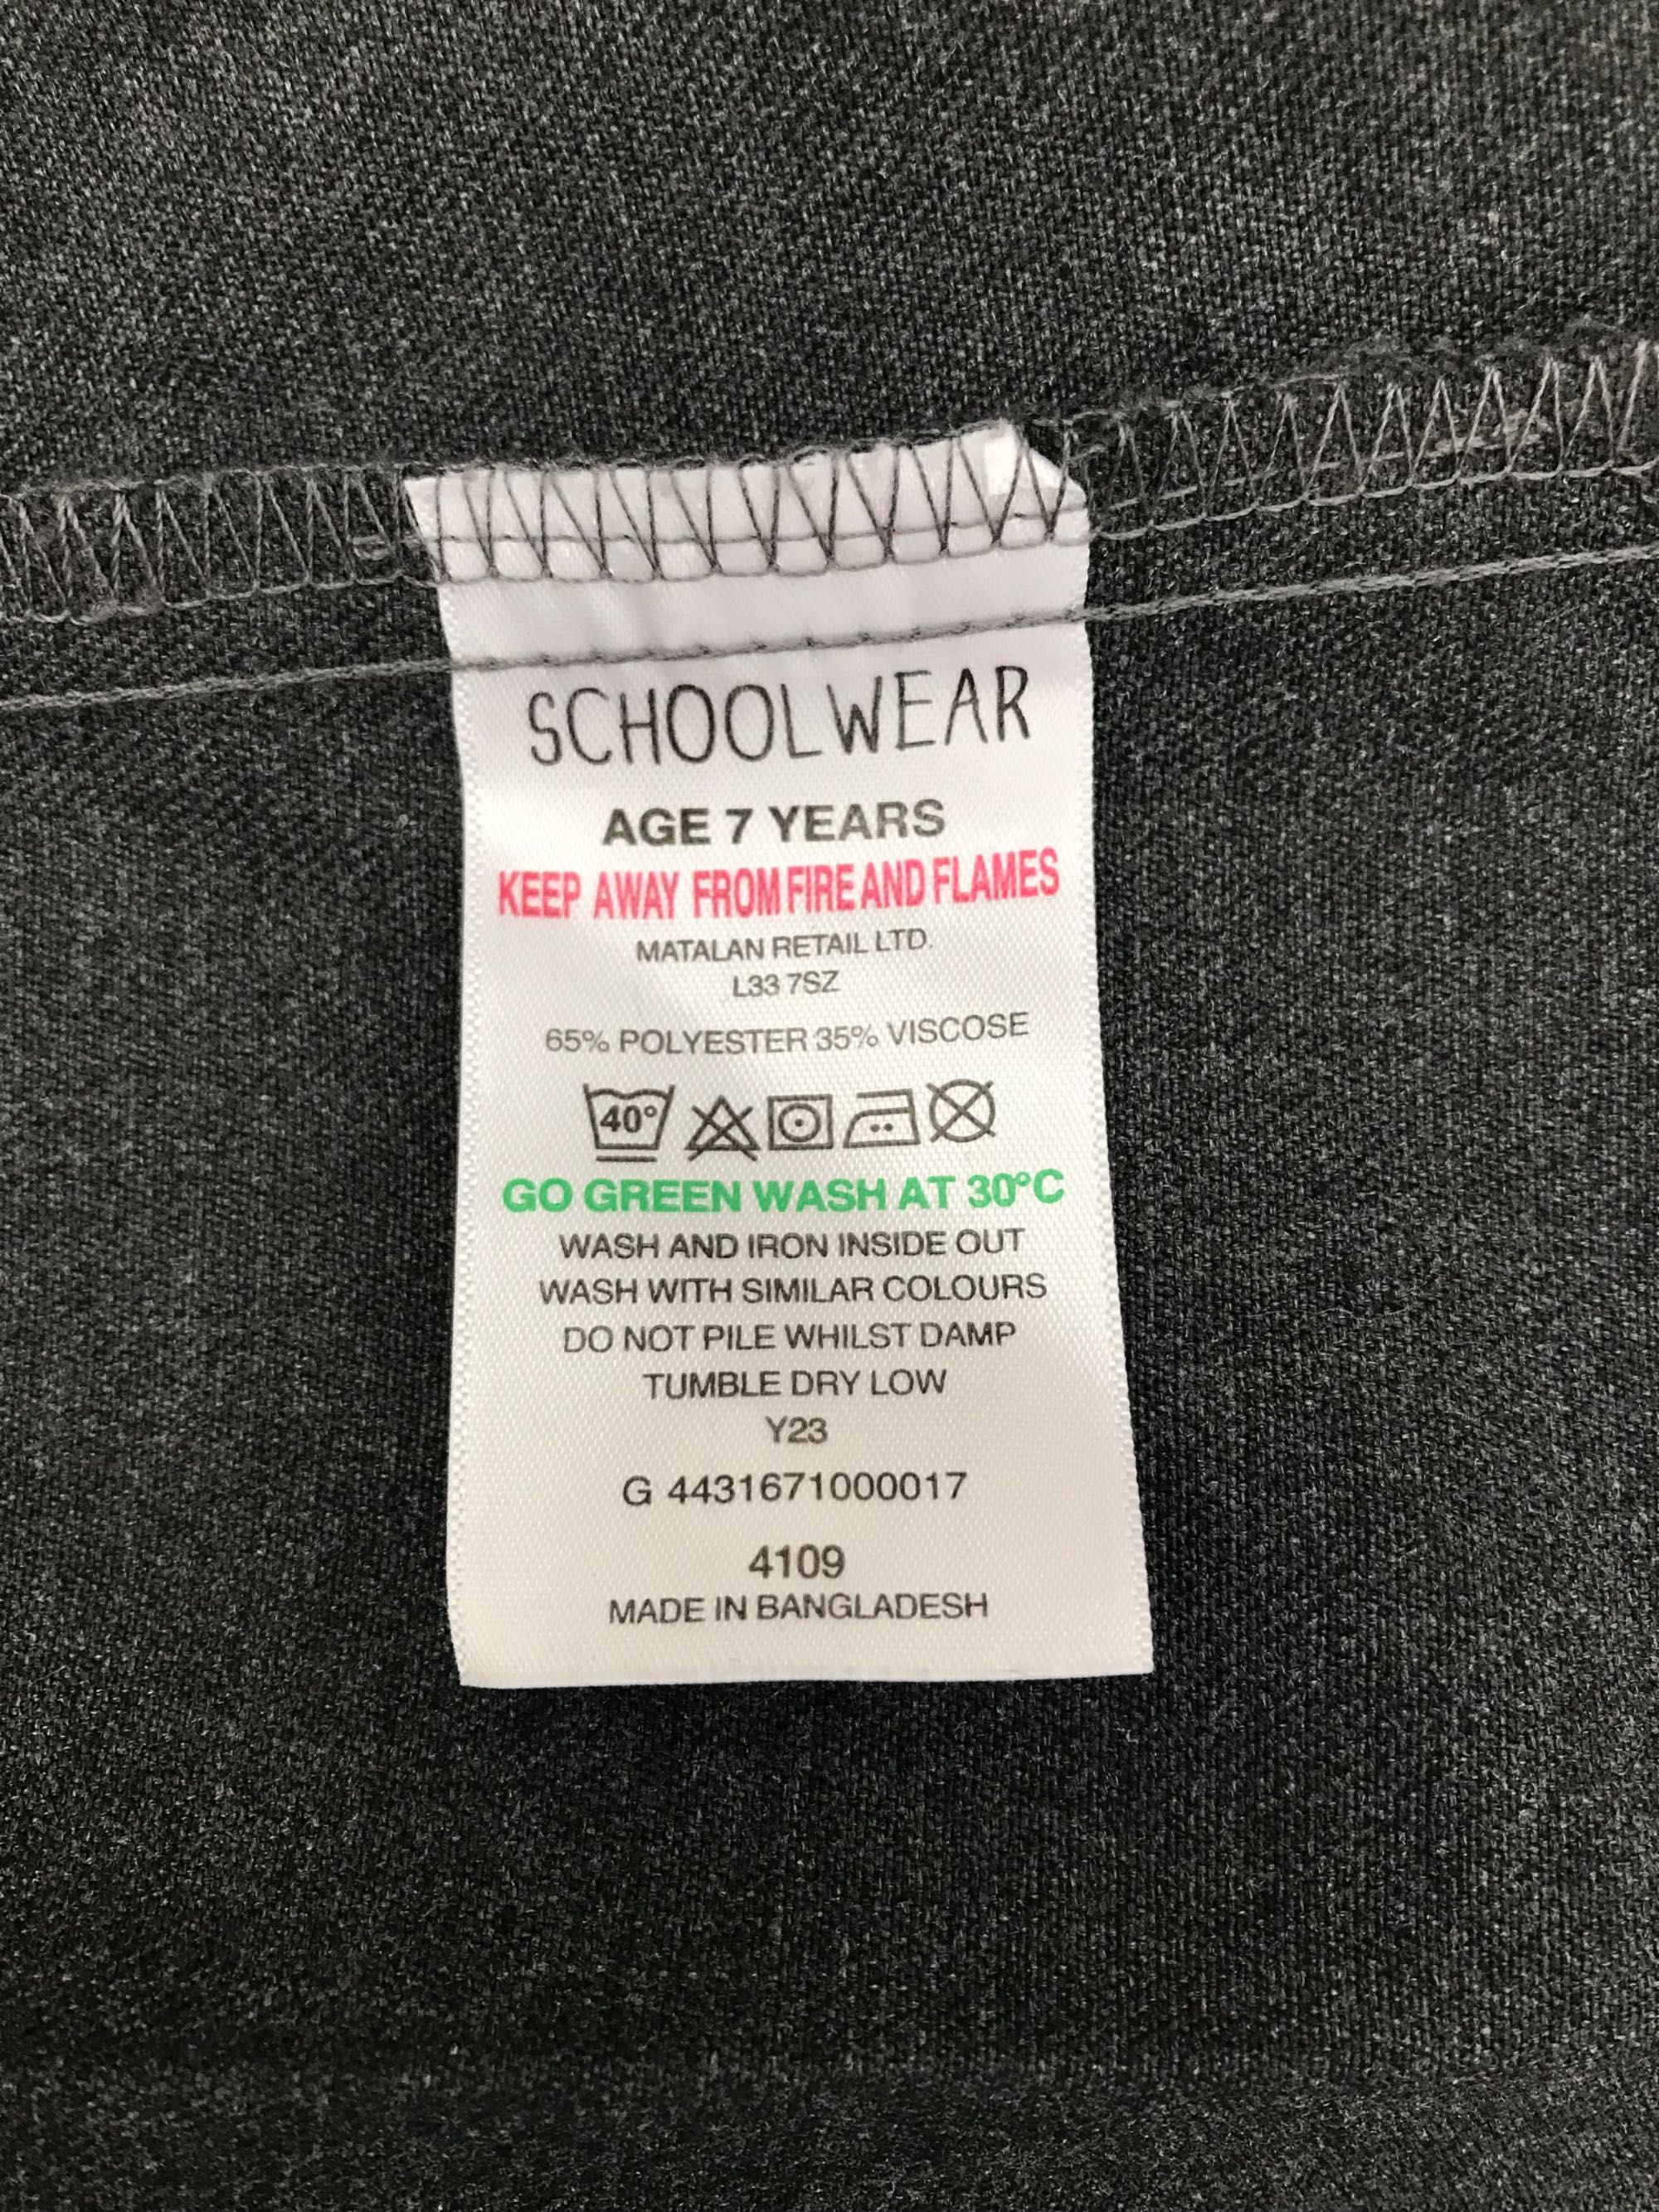 SCHOOLWEAR
AGE 7 YEARS
KEEP AWAY FROM FIRE AND FLAMES
MATALAN RETAIL LTD.
L33 7SZ
65% POLYESTER 35% VISCOSE
40°
GO GREEN WASH AT 30°C
WASH AND IRON INSIDE OUT
WASH WITH SIMILAR COLOURS
DO NOT PILE WHILST DAMP
TUMBLE DRY LOW
Y23
G 4431671000017
4109
MADE IN BANGLADESH